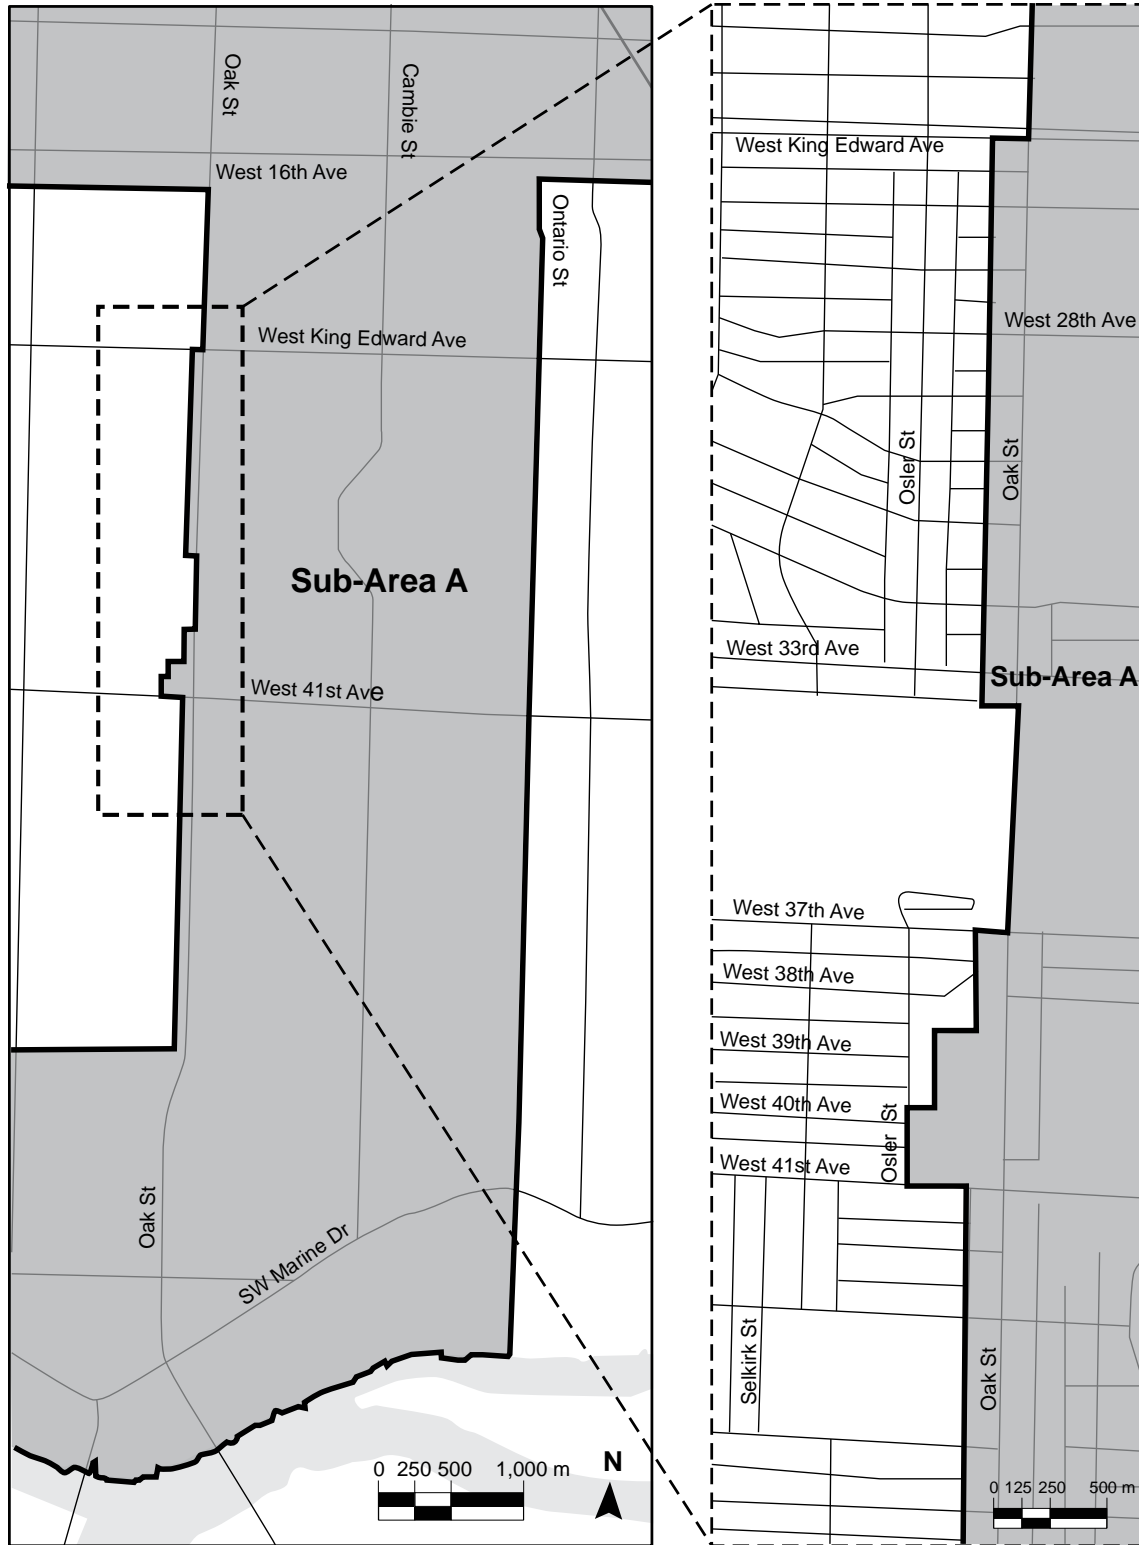 Oak St
Cambie St
West 16th Ave
Ontario St
West King Edward Ave
Sub-Area A
West 41st Ave
Oak St
SW Marine Dr
0 250 500 1,000 m
N
West King Edward Ave
West 28th Ave
Osler St
Oak St
West 33rd Ave
Sub-Area A
West 37th Ave
West 38th Ave
West 39th Ave
West 40th Ave
Osler St
West 41st Ave
Selkirk St
Oak St
0 125 250 500 m